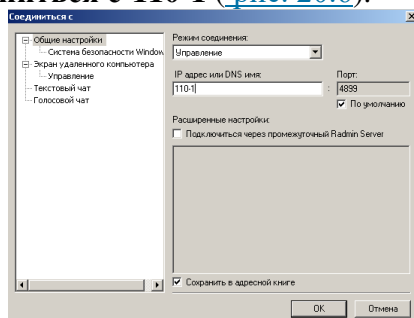 иться с 110-1 (рис. 20.8).
Соединиться с
Общие настройки
Система безопасности Window
Экран удаленного компьютера
Управление
Текстовый чат
Голосовой чат
Режим соединения:
Управление
IP адрес или DNS имя:
Порт:
110-1
:
4899
По умолчанию
Расширенные настройки:
Подключиться через промежуточный Radmin Server
Сохранить в адресной книге
OK
Отмена